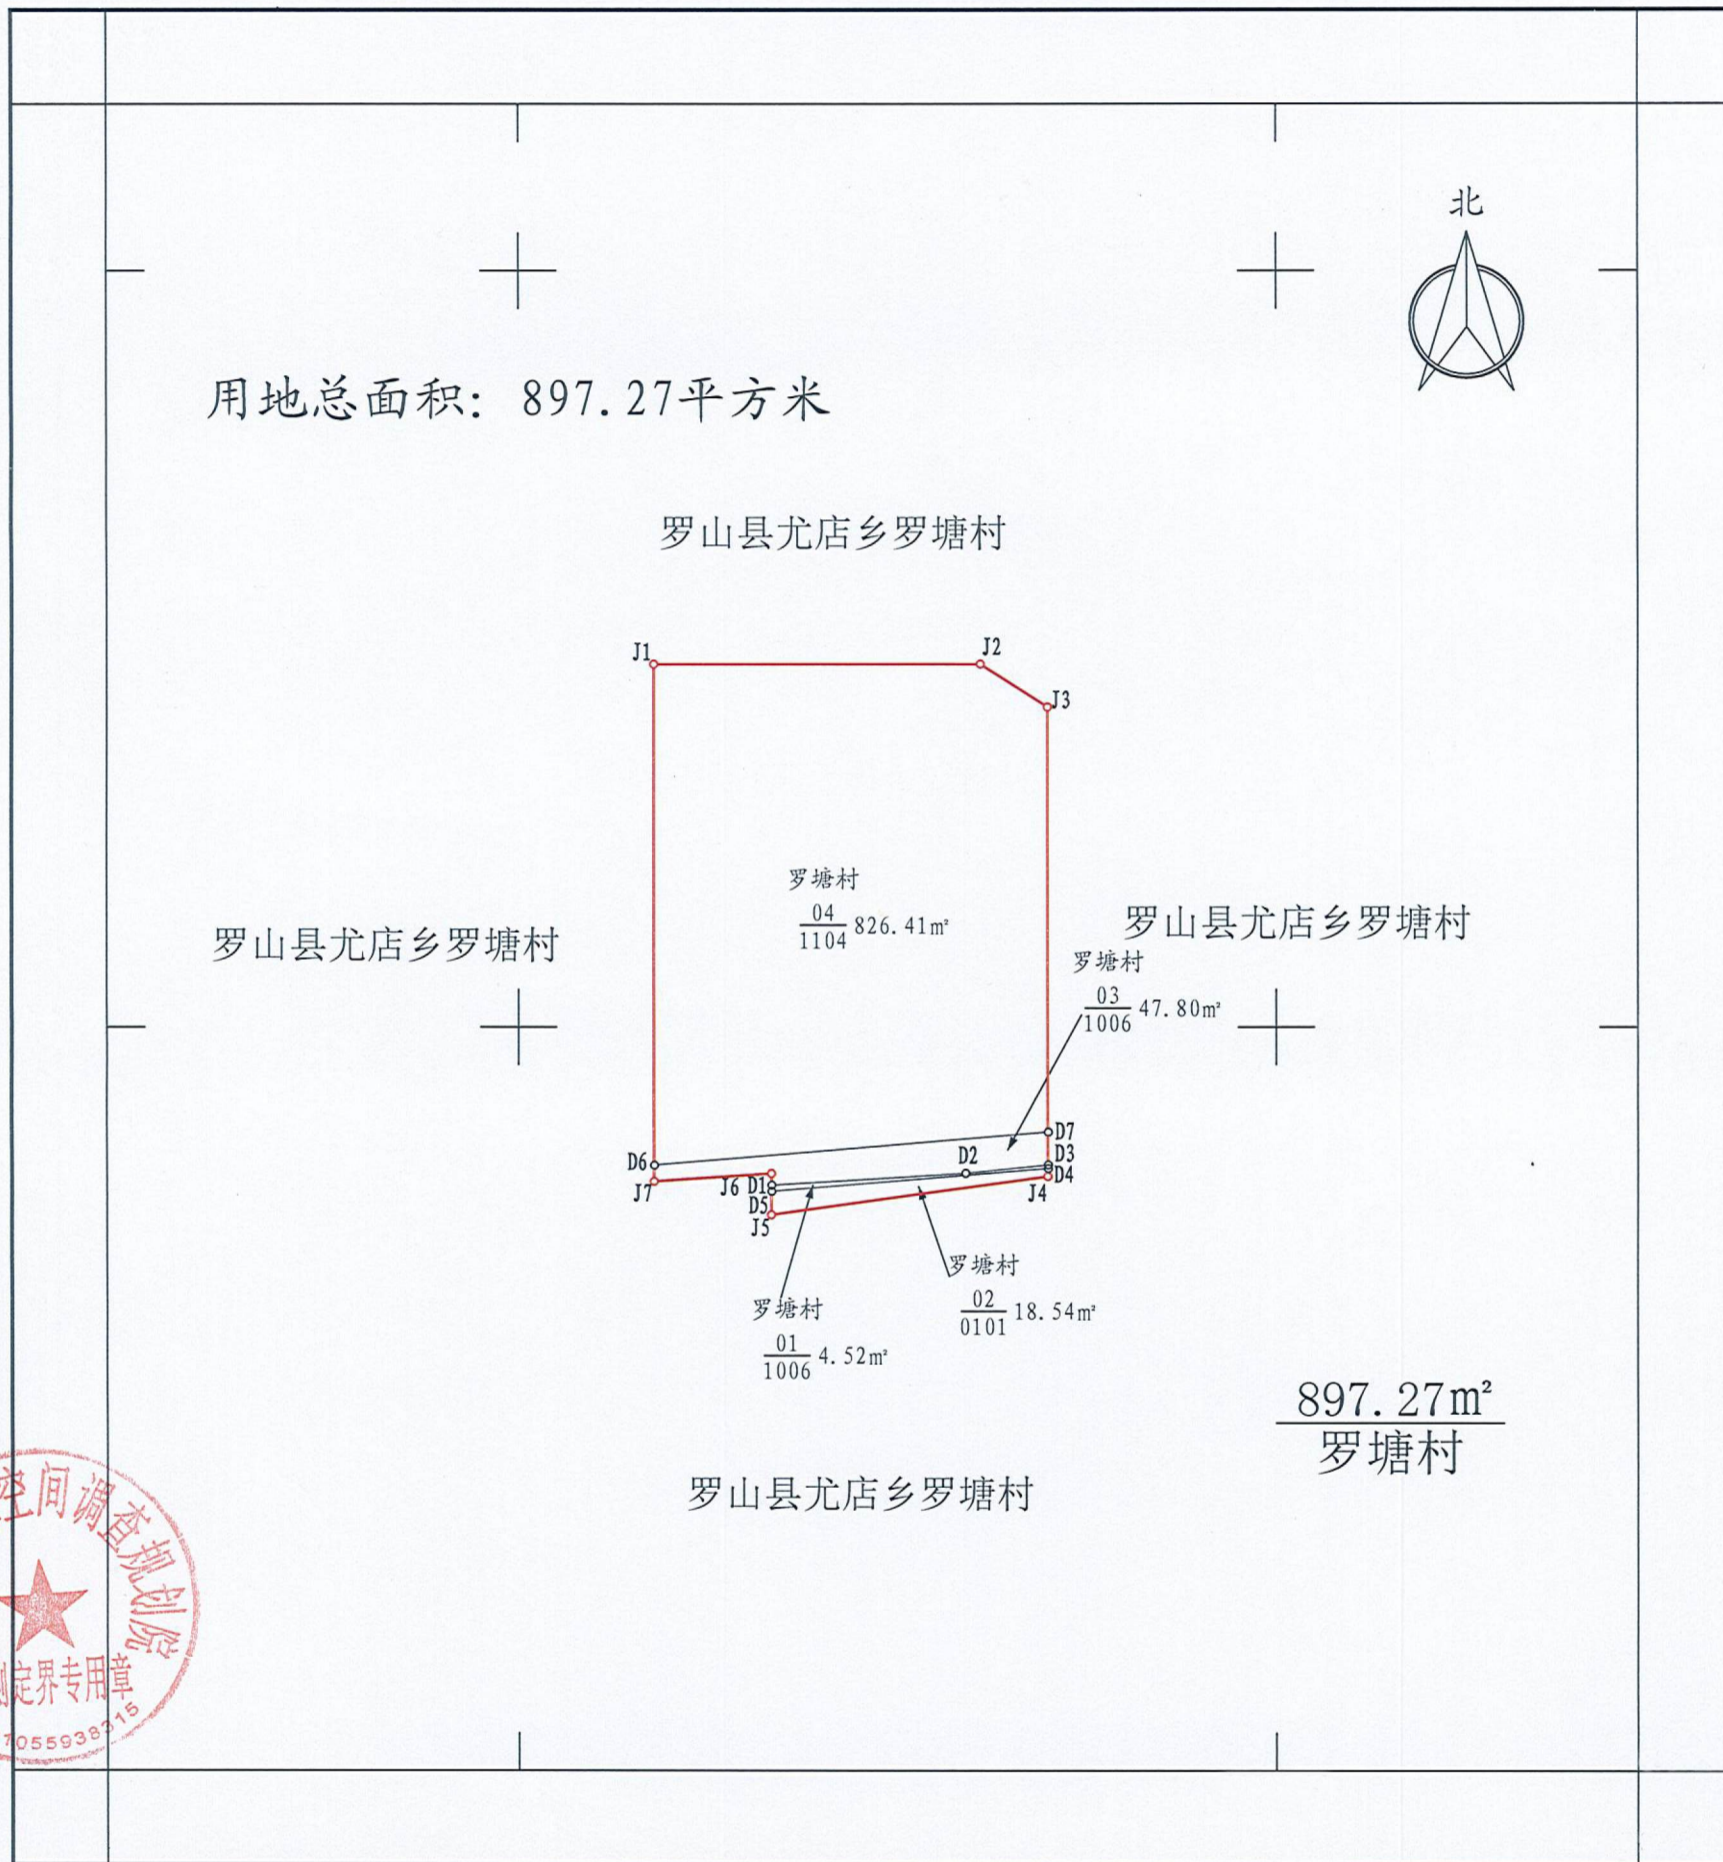 北
用地总面积: 897.27平方米
罗山县尤店乡罗塘村
J1
J2
J3
罗塘村
04
1104
826.41m²
罗山县尤店乡罗塘村
罗山县尤店乡罗塘村
罗塘村
03
1006
47.80m²
D7
D6
D2
D3
D4
J7
J6
D1
J4
D5
J5
罗塘村
02
0101
18.54m²
罗塘村
01
1006
4.52m²
897.27m²
罗塘村
罗山县尤店乡罗塘村
空间调查规划院
定界专用章
7055938315